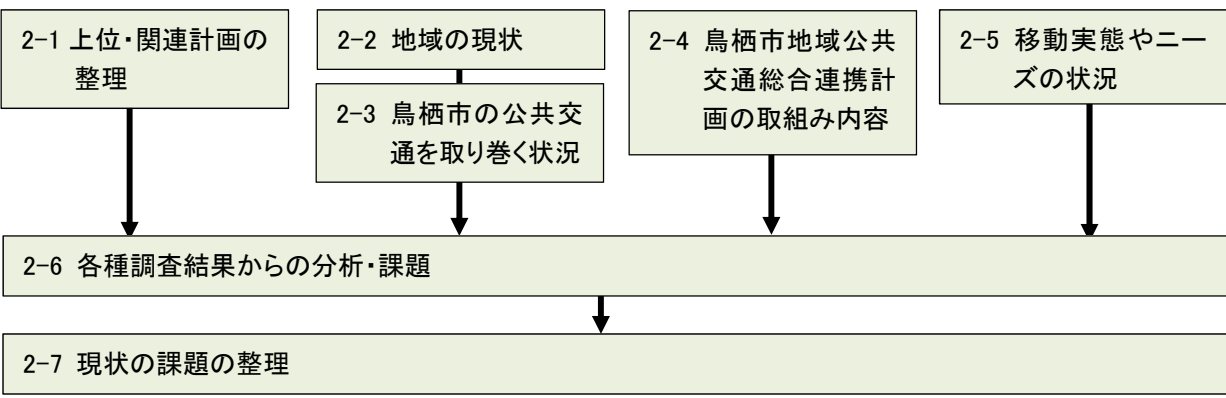 2-1 上位・関連計画の
整理
2-2 地域の現状
2-3 鳥栖市の公共交
通を取り巻く状況
2-4 鳥栖市地域公共
交通総合連携計
画の取組み内容
2-5 移動実態やニー
ズの状況
2-6 各種調査結果からの分析・課題
2-7 現状の課題の整理